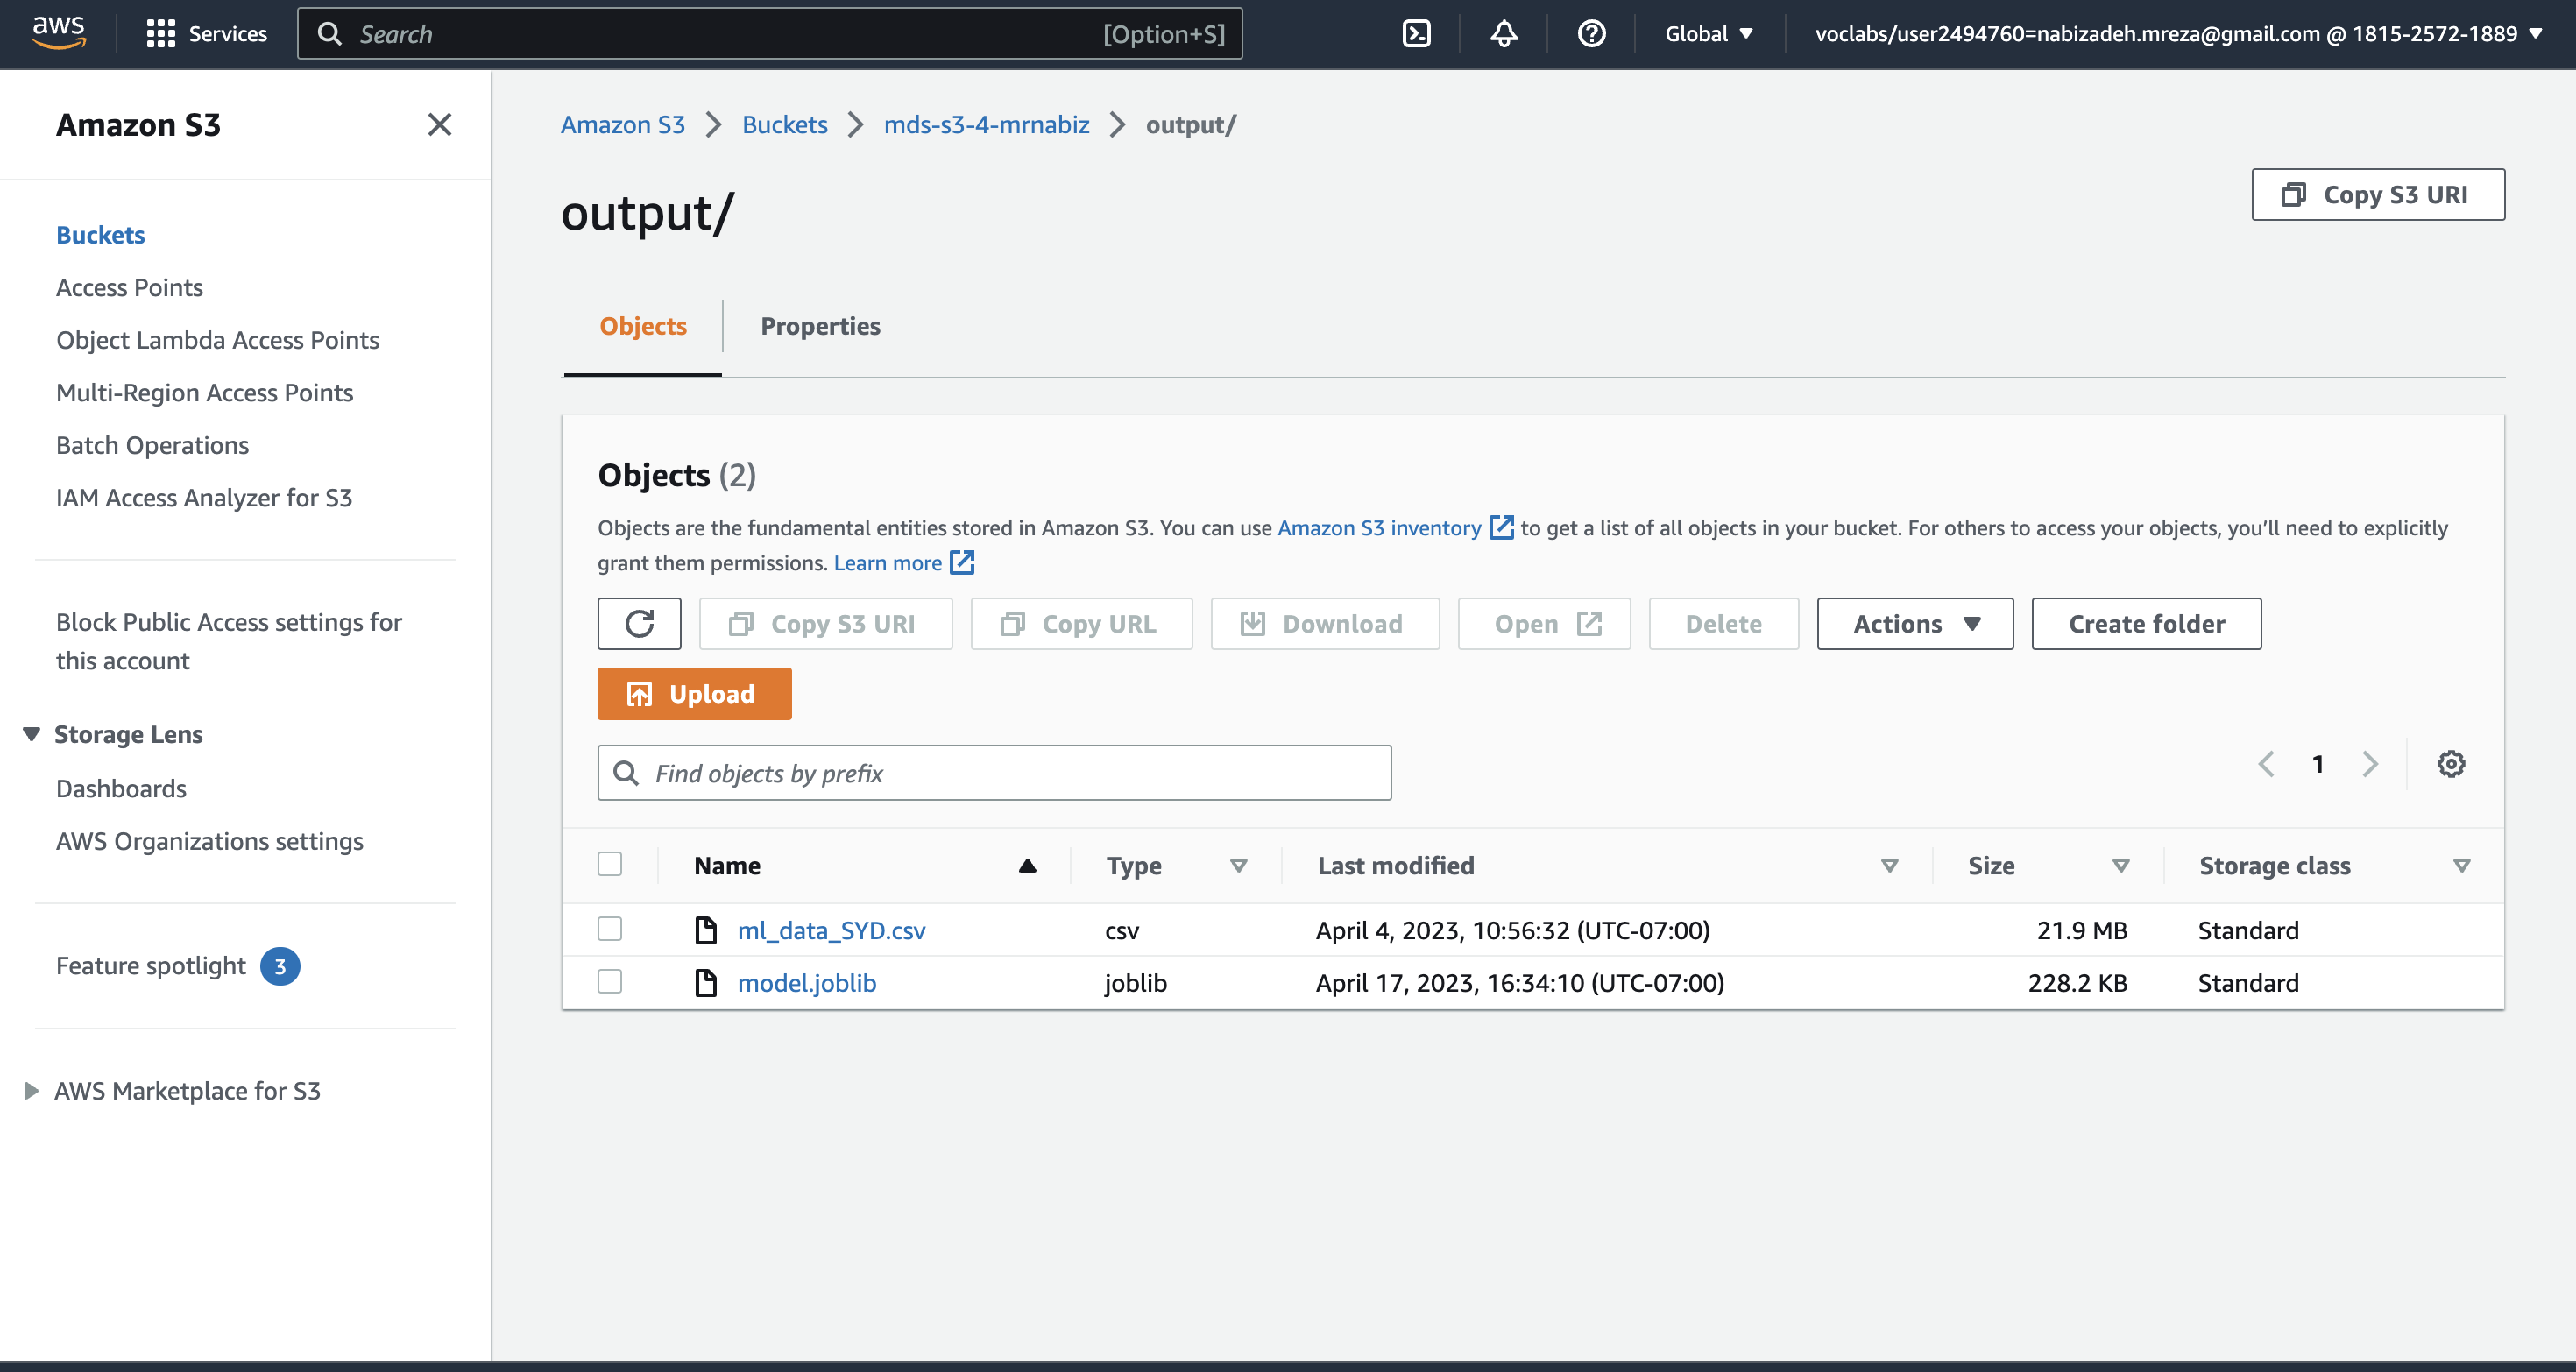 aws
Services
Search
[Option+S]
Global
voclabs/user2494760=nabizadeh.mreza@gmail.com @ 1815-2572-1889
Amazon S3
Buckets
Access Points
Object Lambda Access Points
Multi-Region Access Points
Batch Operations
IAM Access Analyzer for S3
Block Public Access settings for
this account
Storage Lens
Dashboards
AWS Organizations settings
Feature spotlight 3
AWS Marketplace for S3
Amazon S3 > Buckets > mds-s3-4-mrnabiz > output/
output/
Copy S3 URI
Objects
Properties
Objects (2)
Objects are the fundamental entities stored in Amazon S3. You can use Amazon S3 inventory to get a list of all objects in your bucket. For others to access your objects, you’ll need to explicitly
grant them permissions. Learn more
Copy S3 URI Copy URL Download Open Delete Actions Create folder
Upload
Find objects by prefix
1
Name Type Last modified Size Storage class
ml_data_SYD.csv csv April 4, 2023, 10:56:32 (UTC-07:00) 21.9 MB Standard
model.joblib joblib April 17, 2023, 16:34:10 (UTC-07:00) 228.2 KB Standard